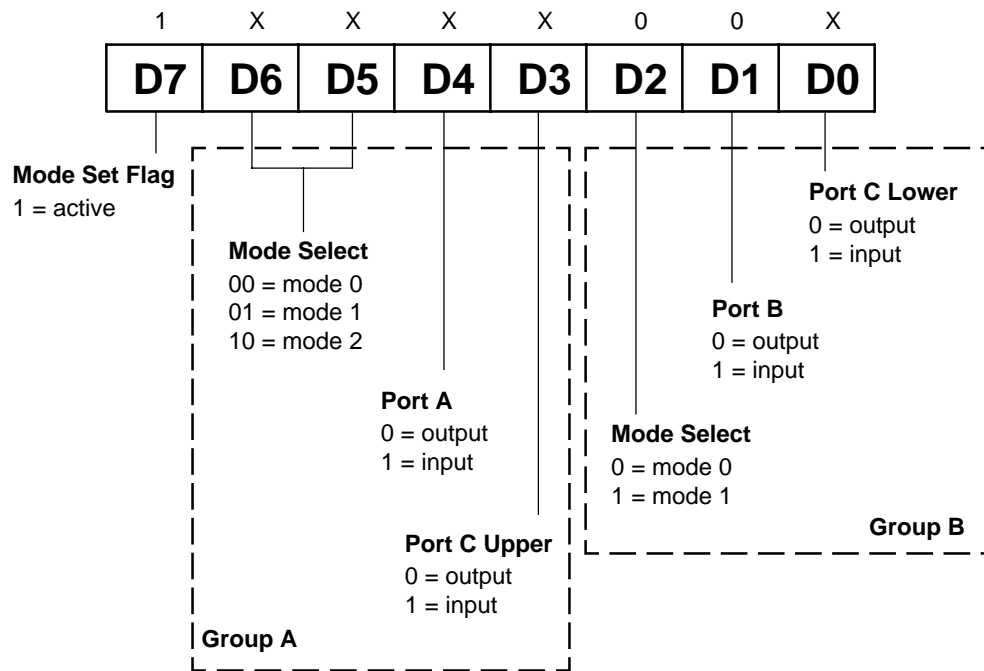 1 X X X X 0 0 X
D7 D6 D5 D4 D3 D2 D1 D0
Mode Set Flag
1 = active
Mode Select
00 = mode 0
01 = mode 1
10 = mode 2
Port A
0 = output
1 = input
Port C Upper
0 = output
1 = input
Group A
Port C Lower
0 = output
1 = input
Port B
0 = output
1 = input
Mode Select
0 = mode 0
1 = mode 1
Group B